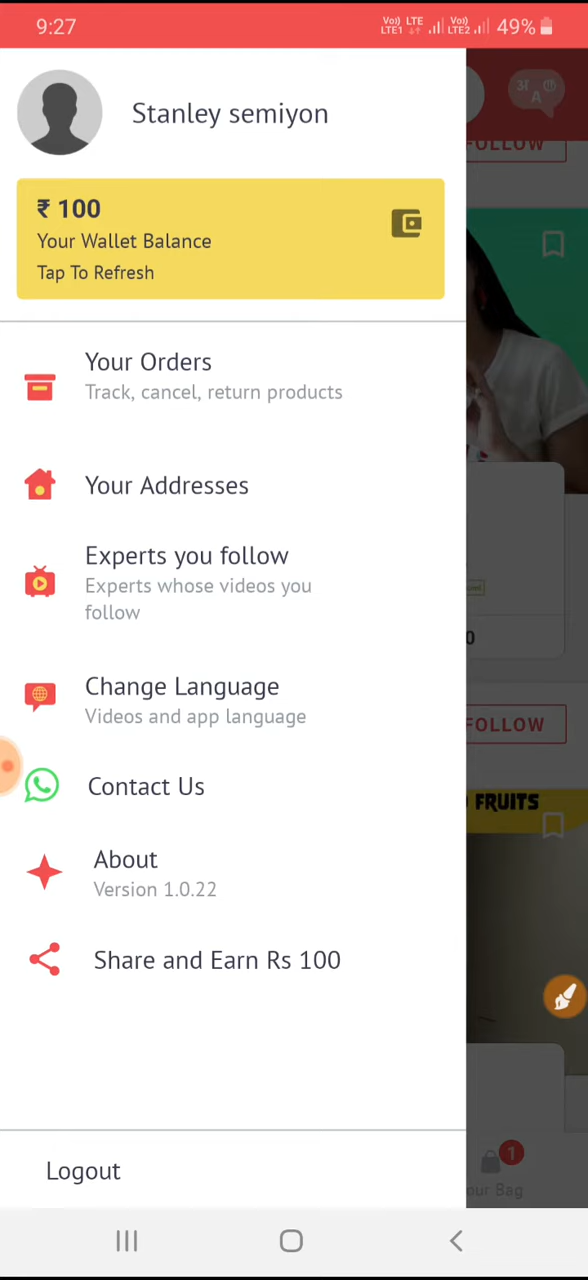 9:27
Vo)) LTE
LTE1
Vo))
LTE2
49%
Stanley semiyon
₹ 100
Your Wallet Balance
Tap To Refresh
Your Orders
Track, cancel, return products
Your Addresses
Experts you follow
Experts whose videos you
follow
Change Language
Videos and app language
Contact Us
About
Version 1.0.22
Share and Earn Rs 100
Logout
अ
A
FOLLOW
0
FOLLOW
FRUITS
1
our Bag